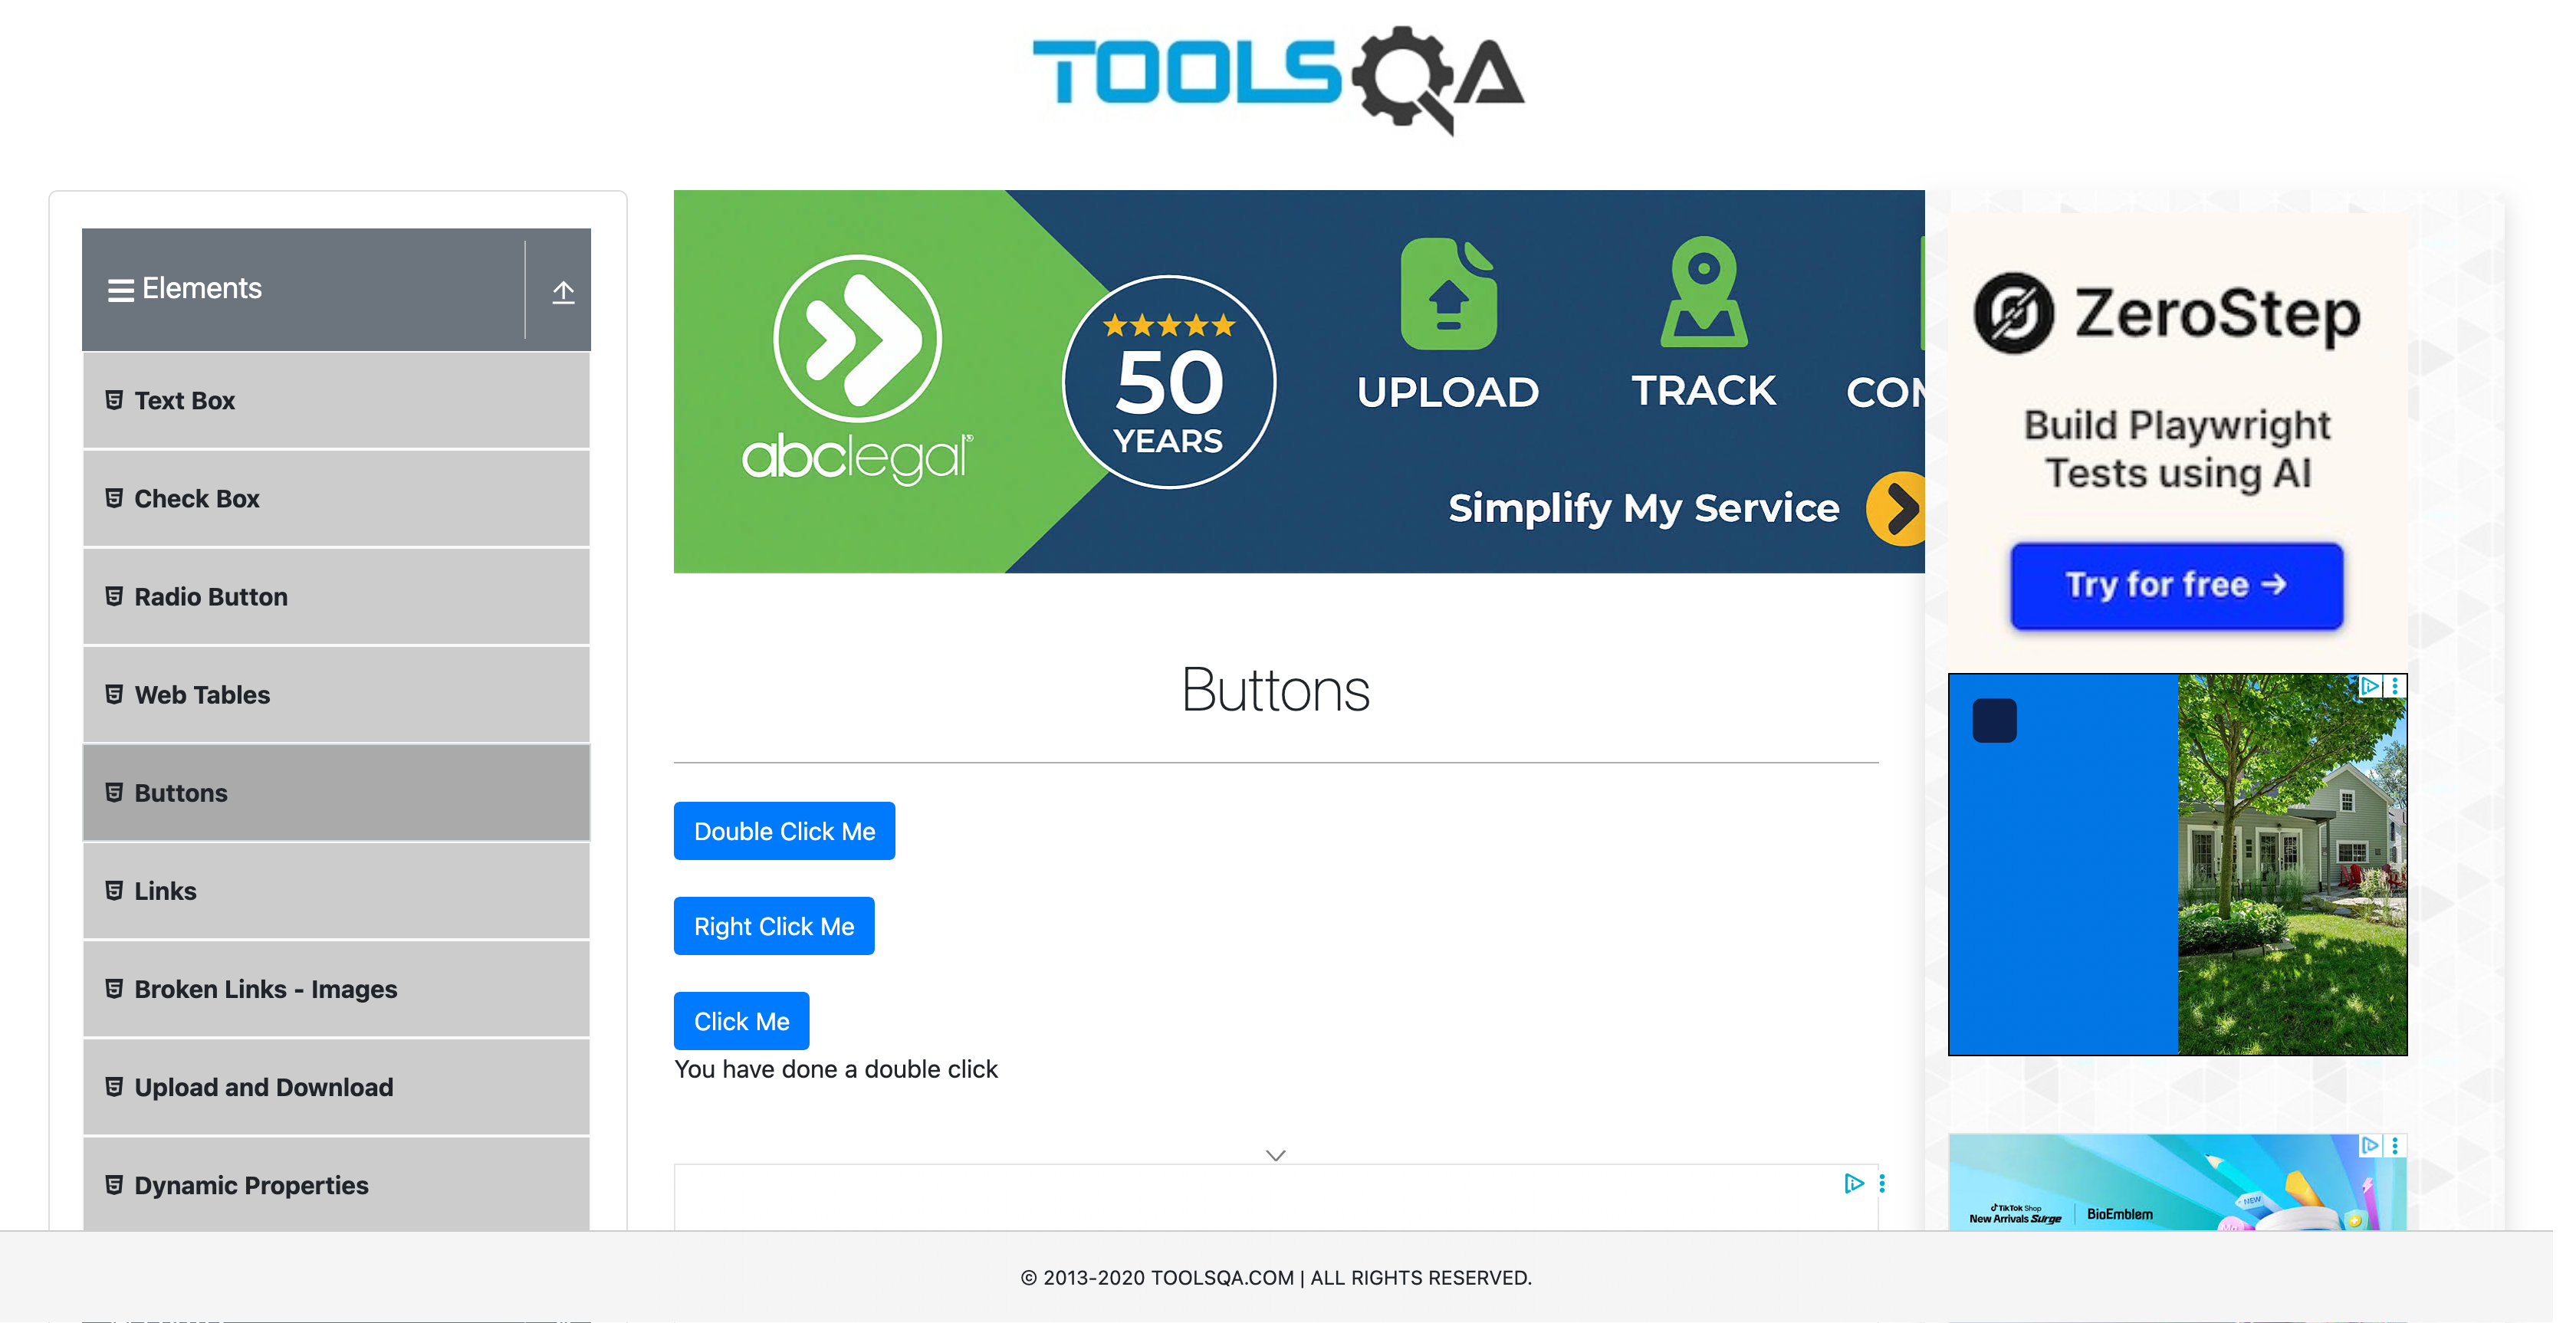 TOOLSQA
Elements
Text Box
Check Box
Radio Button
Web Tables
Buttons
Links
Broken Links - Images
Upload and Download
Dynamic Properties
abclegal®
50
YEARS
UPLOAD
TRACK
COM
Simplify My Service
Buttons
Double Click Me
Right Click Me
Click Me
You have done a double click
ZeroStep
Build Playwright
Tests using AI
Try for free →
TikTok Shop
New Arrivals Surge
BioEmblem
NEW
© 2013-2020 TOOLSQA.COM | ALL RIGHTS RESERVED.